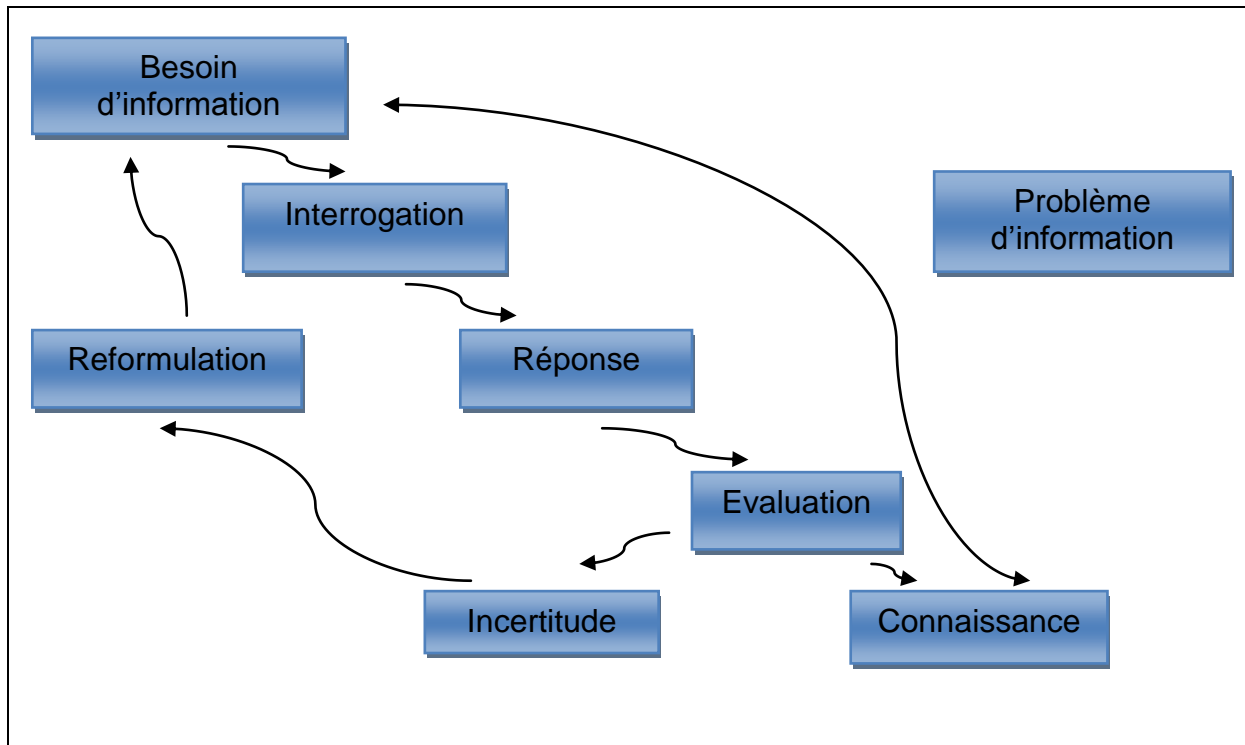 Besoin
d’information
Interrogation
Problème
d’information
Reformulation
Réponse
Evaluation
Incertitude
Connaissance